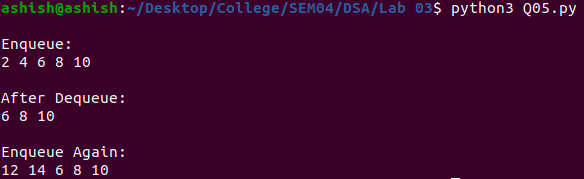 ashish@ashish:~/Desktop/College/SEM04/DSA/Lab 03$ python3 Q05.py
Enqueue:
2 4 6 8 10
After Dequeue:
6 8 10
Enqueue Again:
12 14 6 8 10